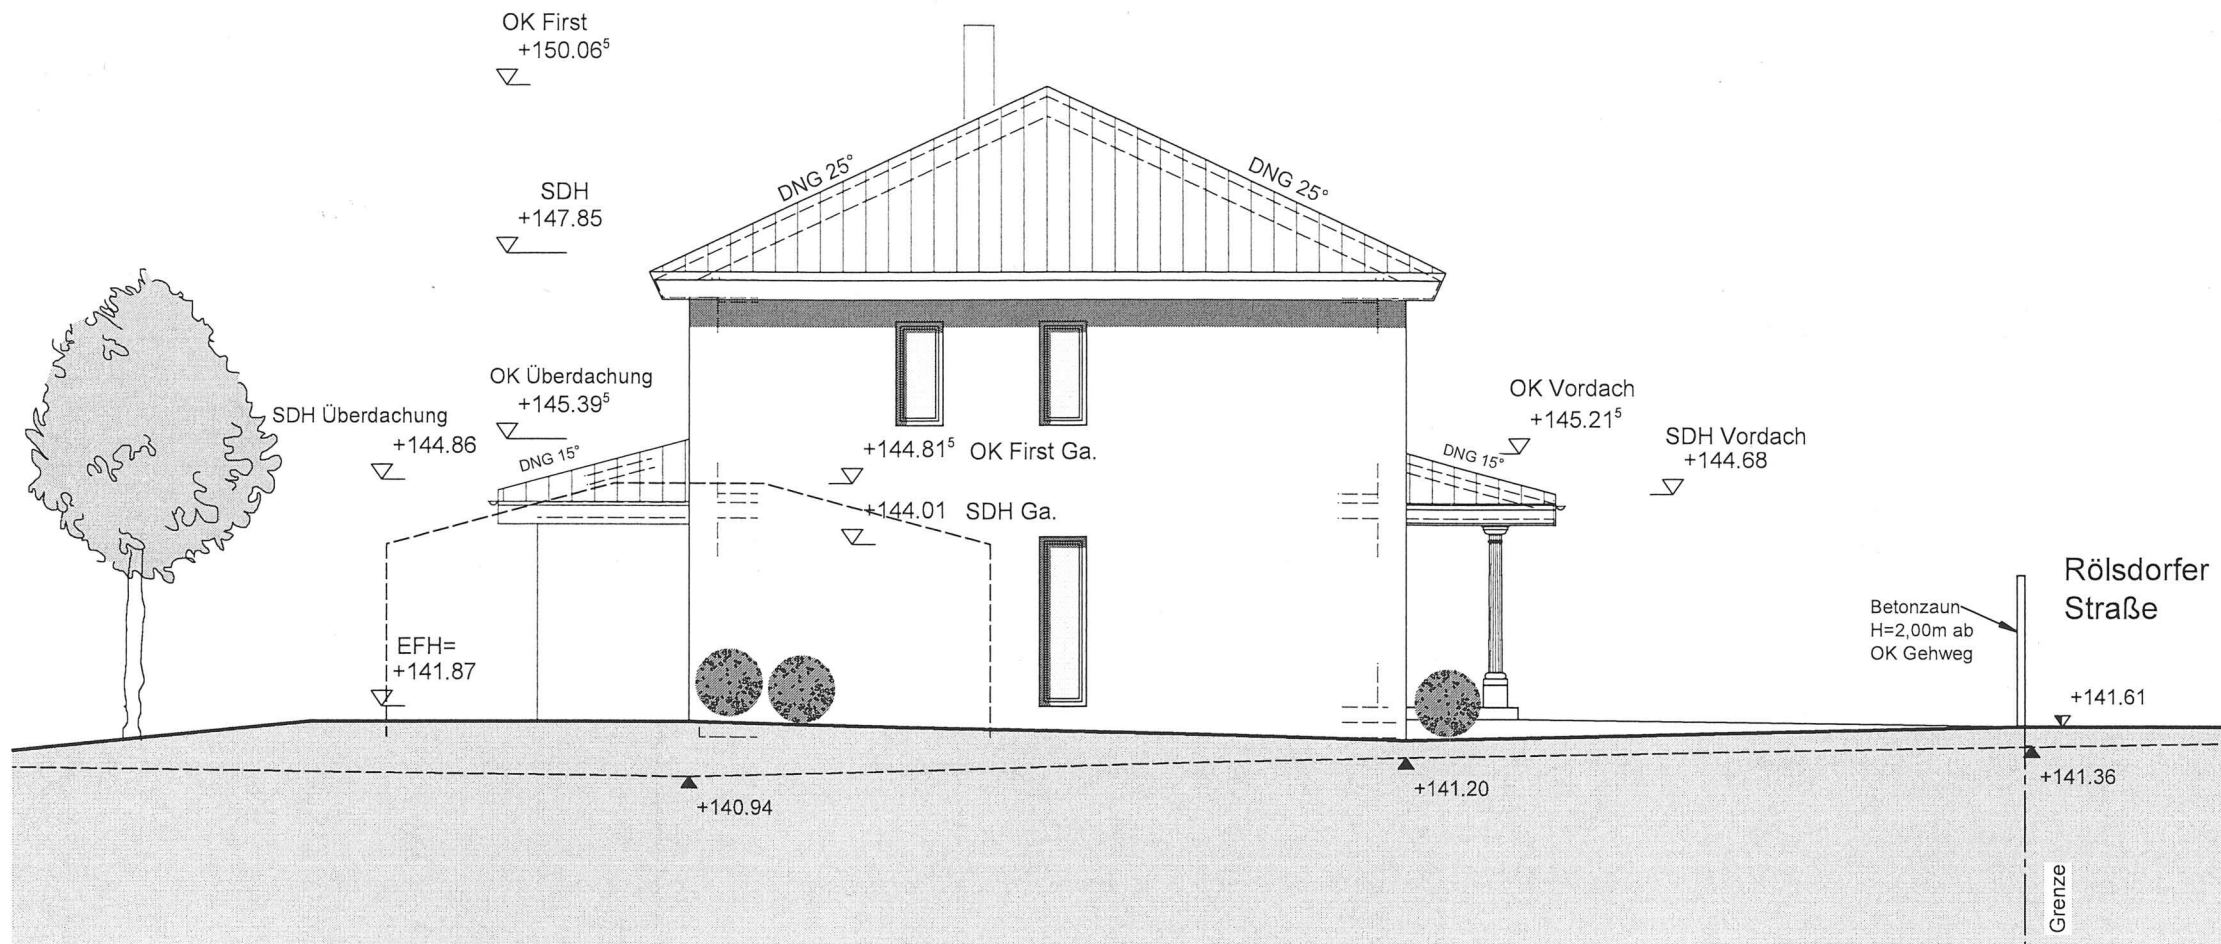 OK First
+150.06⁵
DNG 25°
DNG 25°
SDH
+147.85
OK Überdachung
+145.39⁵
SDH Überdachung
+144.86
DNG 15°
+144.81⁵ OK First Ga.
+144.01 SDH Ga.
OK Vordach
+145.21⁵
SDH Vordach
+144.68
DNG 15°
EFH=
+141.87
Betonzaun
H=2,00m ab
OK Gehweg
Rölsdorfer
Straße
+141.61
+140.94
+141.20
+141.36
Grenze